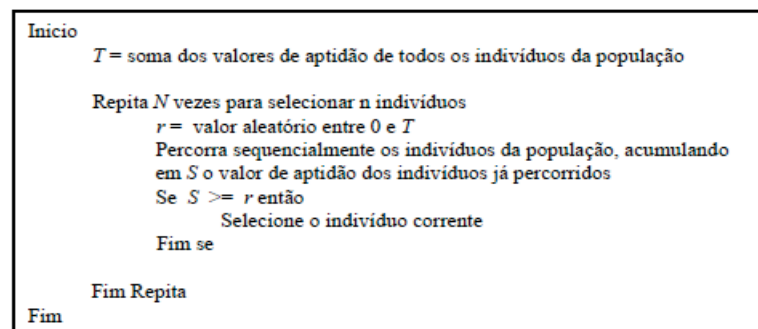 Inicio
T = soma dos valores de aptidão de todos os indivíduos da população
Repita N vezes para selecionar n indivíduos
r = valor aleatório entre 0 e T
Percorra sequencialmente os indivíduos da população, acumulando
em S o valor de aptidão dos indivíduos já percorridos
Se S >= r então
Selecione o indivíduo corrente
Fim se
Fim Repita
Fim